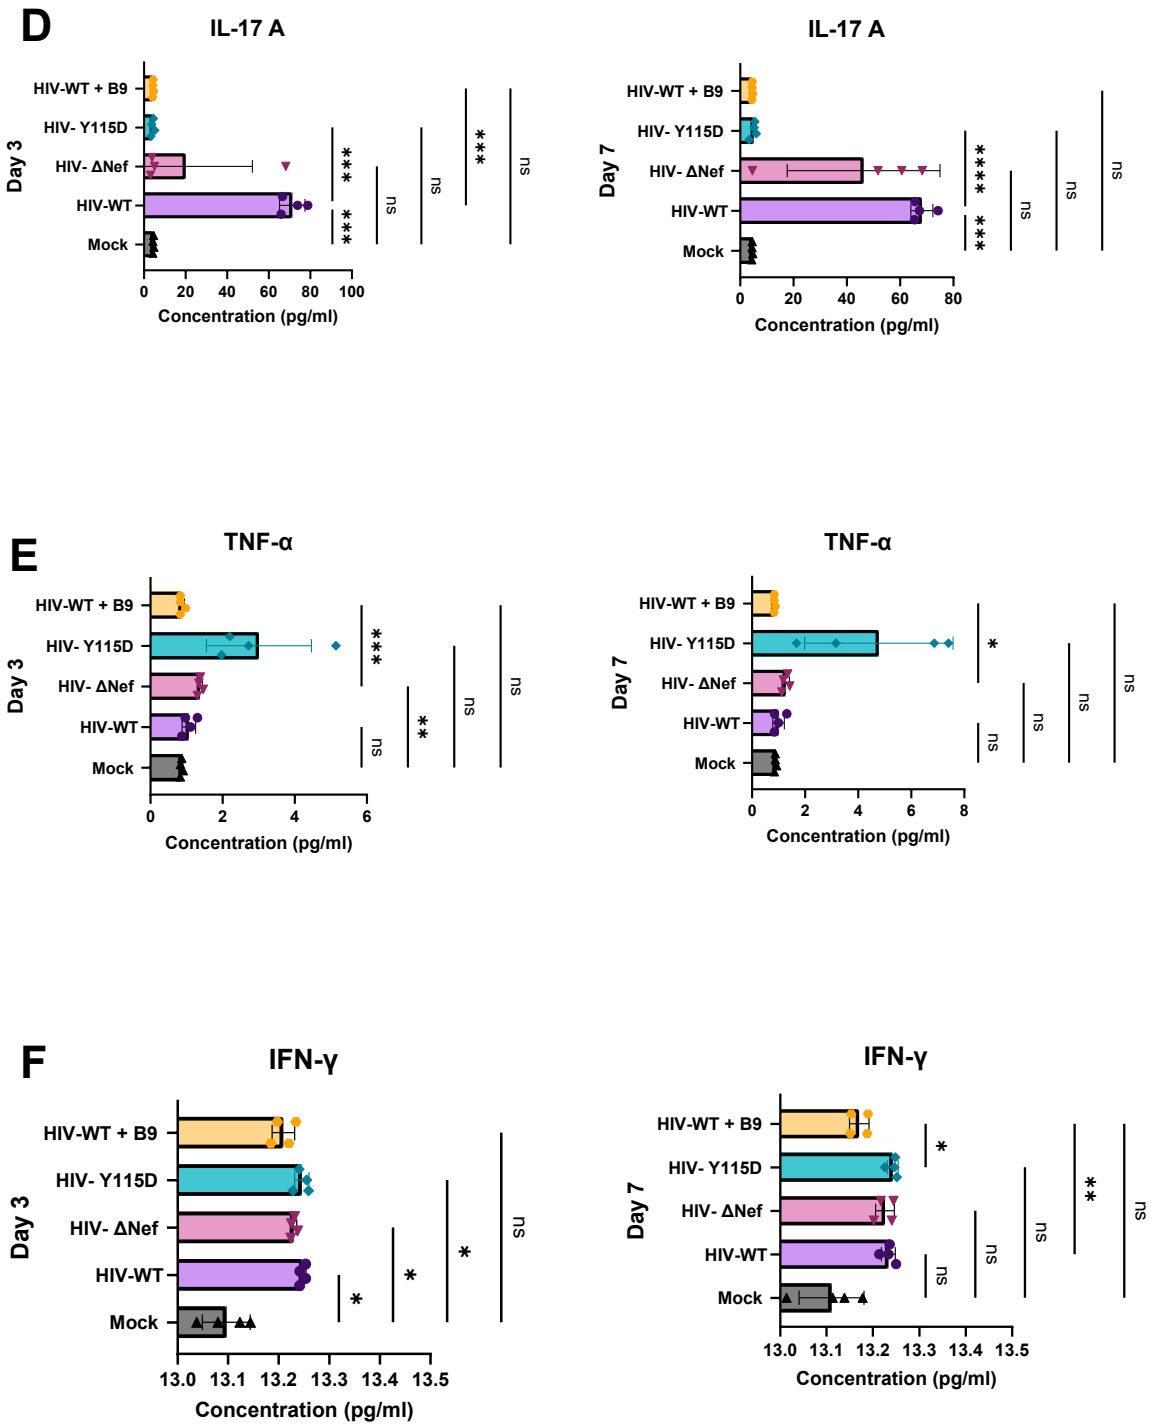 D
IL-17 A
Day 3
HIV-WT + B9
HIV- Y115D
HIV- ΔNef
HIV-WT
Mock
0 20 40 60 80 100
Concentration (pg/ml)
***
***
ns
ns
***
ns
IL-17 A
Day 7
HIV-WT + B9
HIV- Y115D
HIV- ΔNef
HIV-WT
Mock
0 20 40 60 80
Concentration (pg/ml)
****
***
ns
ns
ns
E
TNF-α
Day 3
HIV-WT + B9
HIV- Y115D
HIV- ΔNef
HIV-WT
Mock
0 2 4 6
Concentration (pg/ml)
***
ns
**
ns
ns
TNF-α
Day 7
HIV-WT + B9
HIV- Y115D
HIV- ΔNef
HIV-WT
Mock
0 2 4 6 8
Concentration (pg/ml)
*
ns
ns
ns
ns
F
IFN-γ
Day 3
HIV-WT + B9
HIV- Y115D
HIV- ΔNef
HIV-WT
Mock
13.0 13.1 13.2 13.3 13.4 13.5
Concentration (pg/ml)
*
*
*
ns
IFN-γ
Day 7
HIV-WT + B9
HIV- Y115D
HIV- ΔNef
HIV-WT
Mock
13.0 13.1 13.2 13.3 13.4 13.5
Concentration (pg/ml)
*
ns
ns
ns
**
ns